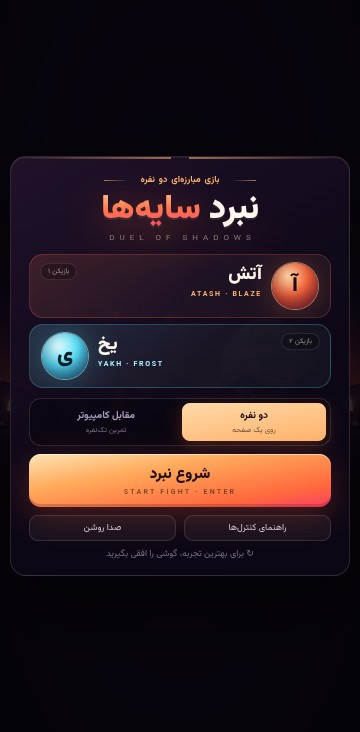 بازی مبارزه‌ای دو نفره
نبرد سایه‌ها
DUEL OF SHADOWS
آ
آتش
ATASH · BLAZE
بازیکن ۱
بازیکن ۲
یخ
YAKH · FROST
ی
دو نفره
روی یک صفحه
مقابل کامپیوتر
تمرین تک‌نفره
شروع نبرد
START FIGHT · ENTER
راهنمای کنترل‌ها
صدا روشن
↻ برای بهترین تجربه، گوشی را افقی بگیرید